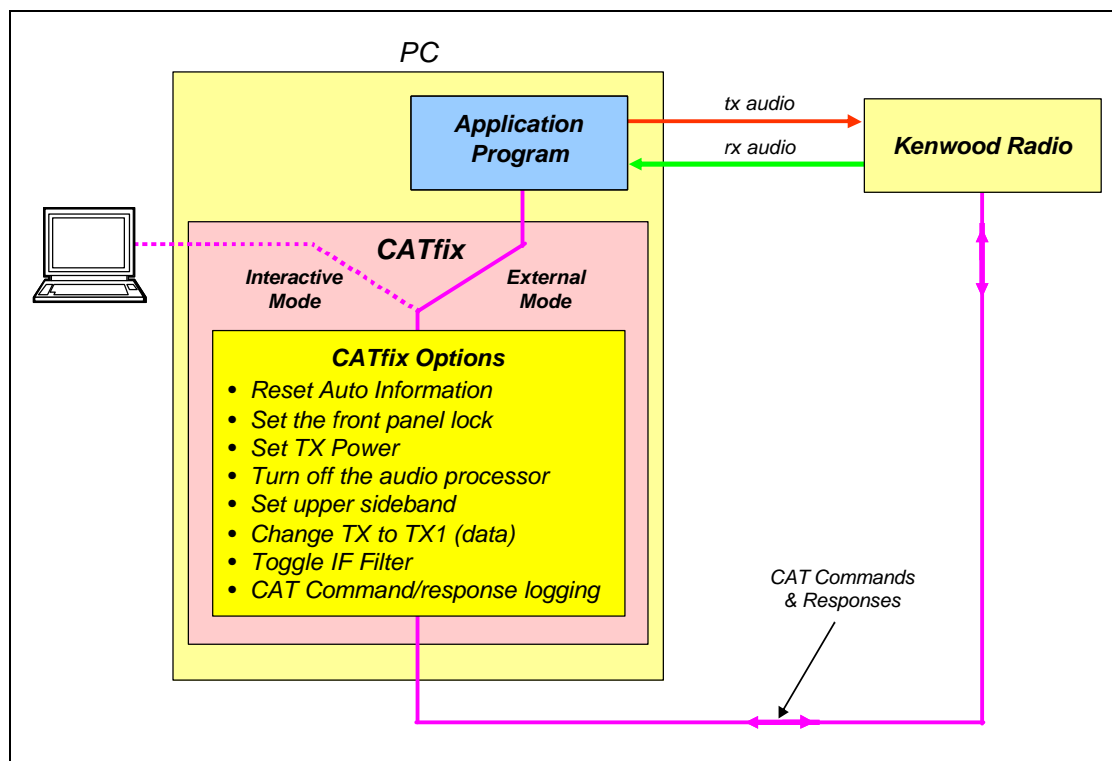 PC
Application
Program
tx audio
rx audio
Kenwood Radio
CATfix
Interactive
Mode
External
Mode
CATfix Options
• Reset Auto Information
• Set the front panel lock
• Set TX Power
• Turn off the audio processor
• Set upper sideband
• Change TX to TX1 (data)
• Toggle IF Filter
• CAT Command/response logging
CAT Commands
& Responses